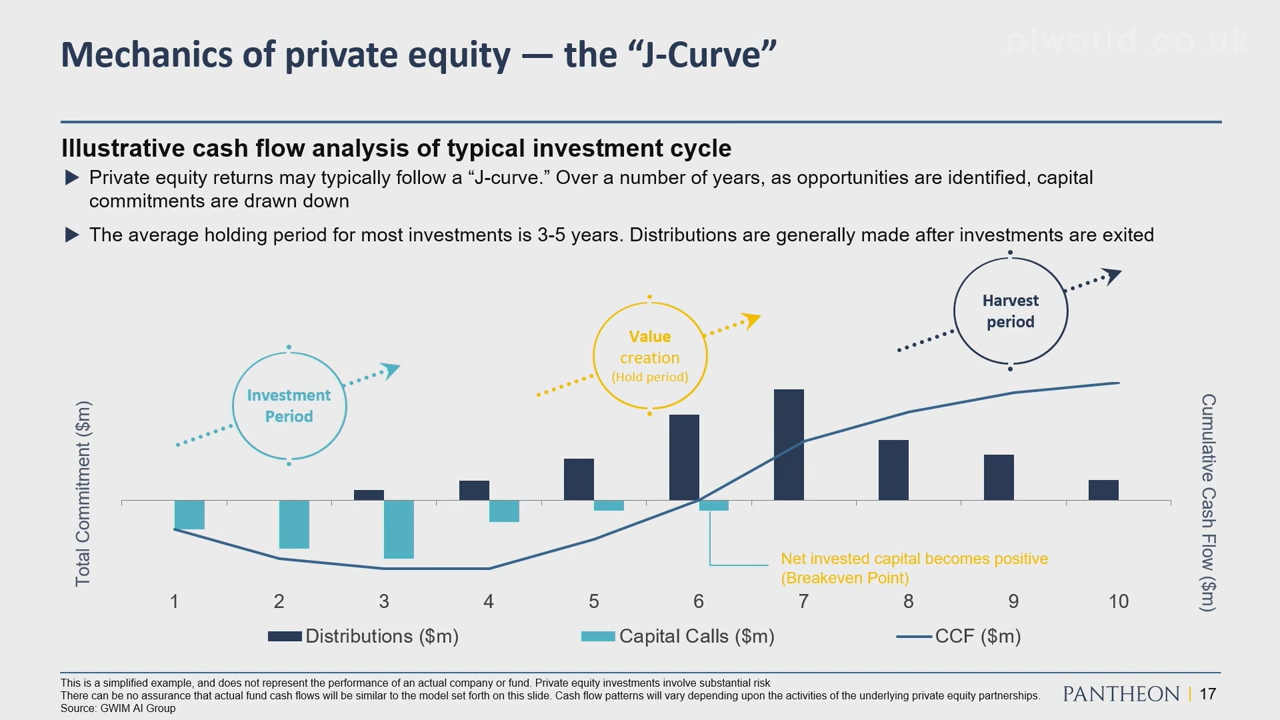 piworld.co.uk
Mechanics of private equity — the “J-Curve”
Illustrative cash flow analysis of typical investment cycle
Private equity returns may typically follow a “J-curve.” Over a number of years, as opportunities are identified, capital
commitments are drawn down
The average holding period for most investments is 3-5 years. Distributions are generally made after investments are exited
Investment
Period
Value
creation
(Hold period)
Harvest
period
Total Commitment ($m)
Cumulative Cash Flow ($m)
Net invested capital becomes positive
(Breakeven Point)
1 2 3 4 5 6 7 8 9 10
Distributions ($m) Capital Calls ($m) CCF ($m)
This is a simplified example, and does not represent the performance of an actual company or fund. Private equity investments involve substantial risk
There can be no assurance that actual fund cash flows will be similar to the model set forth on this slide. Cash flow patterns will vary depending upon the activities of the underlying private equity partnerships.
Source: GWIM AI Group
PANTHEON 17